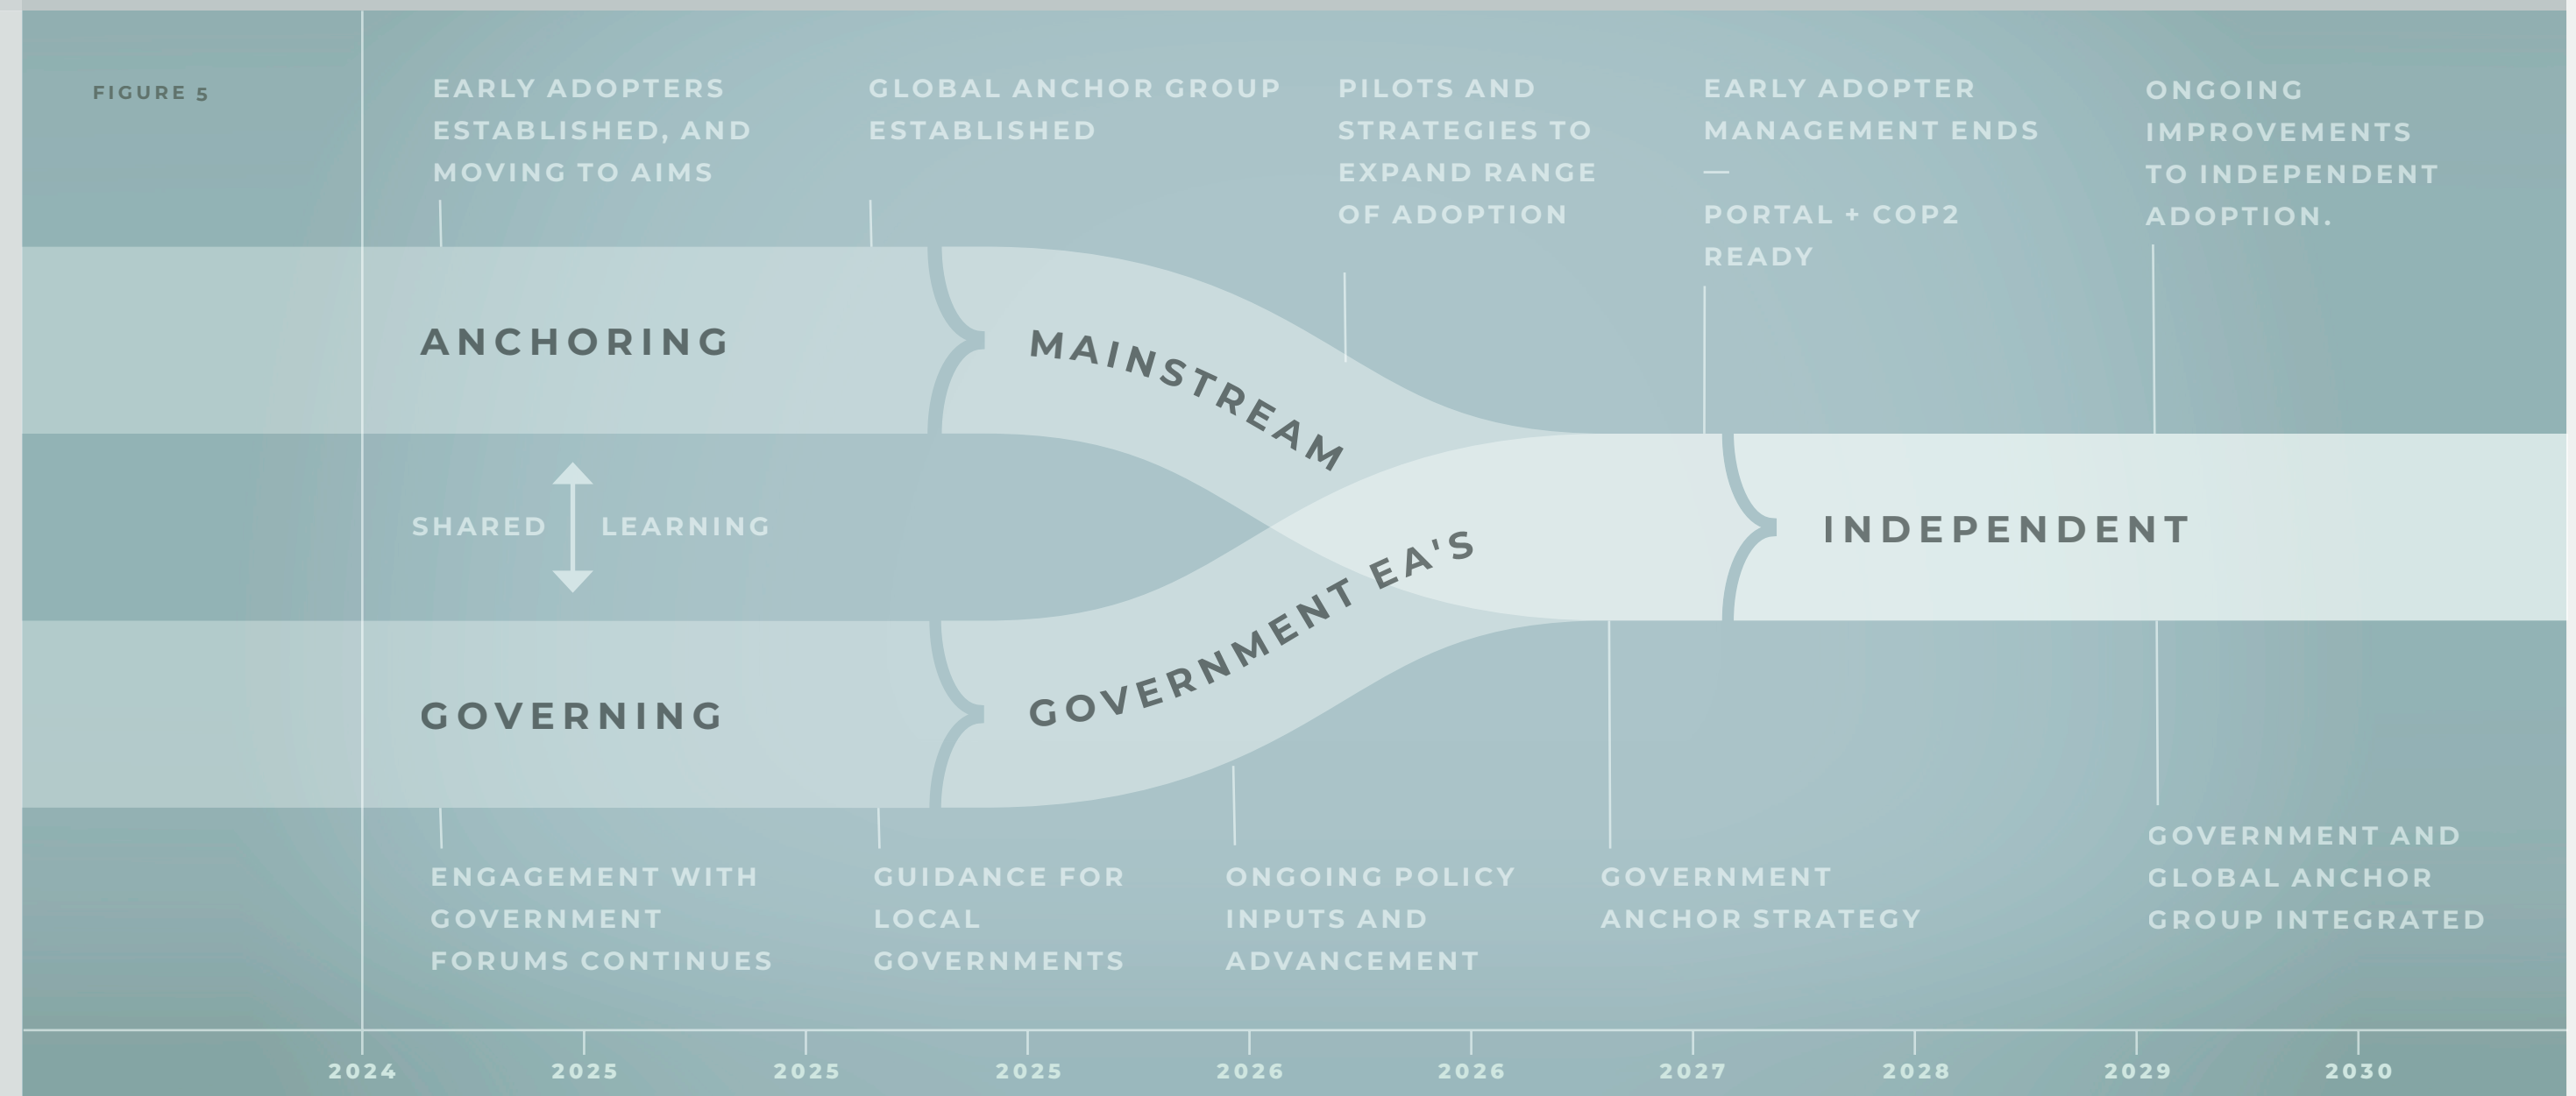 FIGURE 5
EARLY ADOPTERS
ESTABLISHED, AND
MOVING TO AIMS
GLOBAL ANCHOR GROUP
ESTABLISHED
PILOTS AND
STRATEGIES TO
EXPAND RANGE
OF ADOPTION
EARLY ADOPTER
MANAGEMENT ENDS
—
PORTAL + COP2
READY
ONGOING
IMPROVEMENTS
TO INDEPENDENT
ADOPTION.
ANCHORING
MAINSTREAM
SHARED LEARNING
INDEPENDENT
GOVERNING
GOVERNMENT EA'S
ENGAGEMENT WITH
GOVERNMENT
FORUMS CONTINUES
GUIDANCE FOR
LOCAL
GOVERNMENTS
ONGOING POLICY
INPUTS AND
ADVANCEMENT
GOVERNMENT
ANCHOR STRATEGY
GOVERNMENT AND
GLOBAL ANCHOR
GROUP INTEGRATED
2024 2025 2025 2025 2026 2026 2027 2028 2029 2030